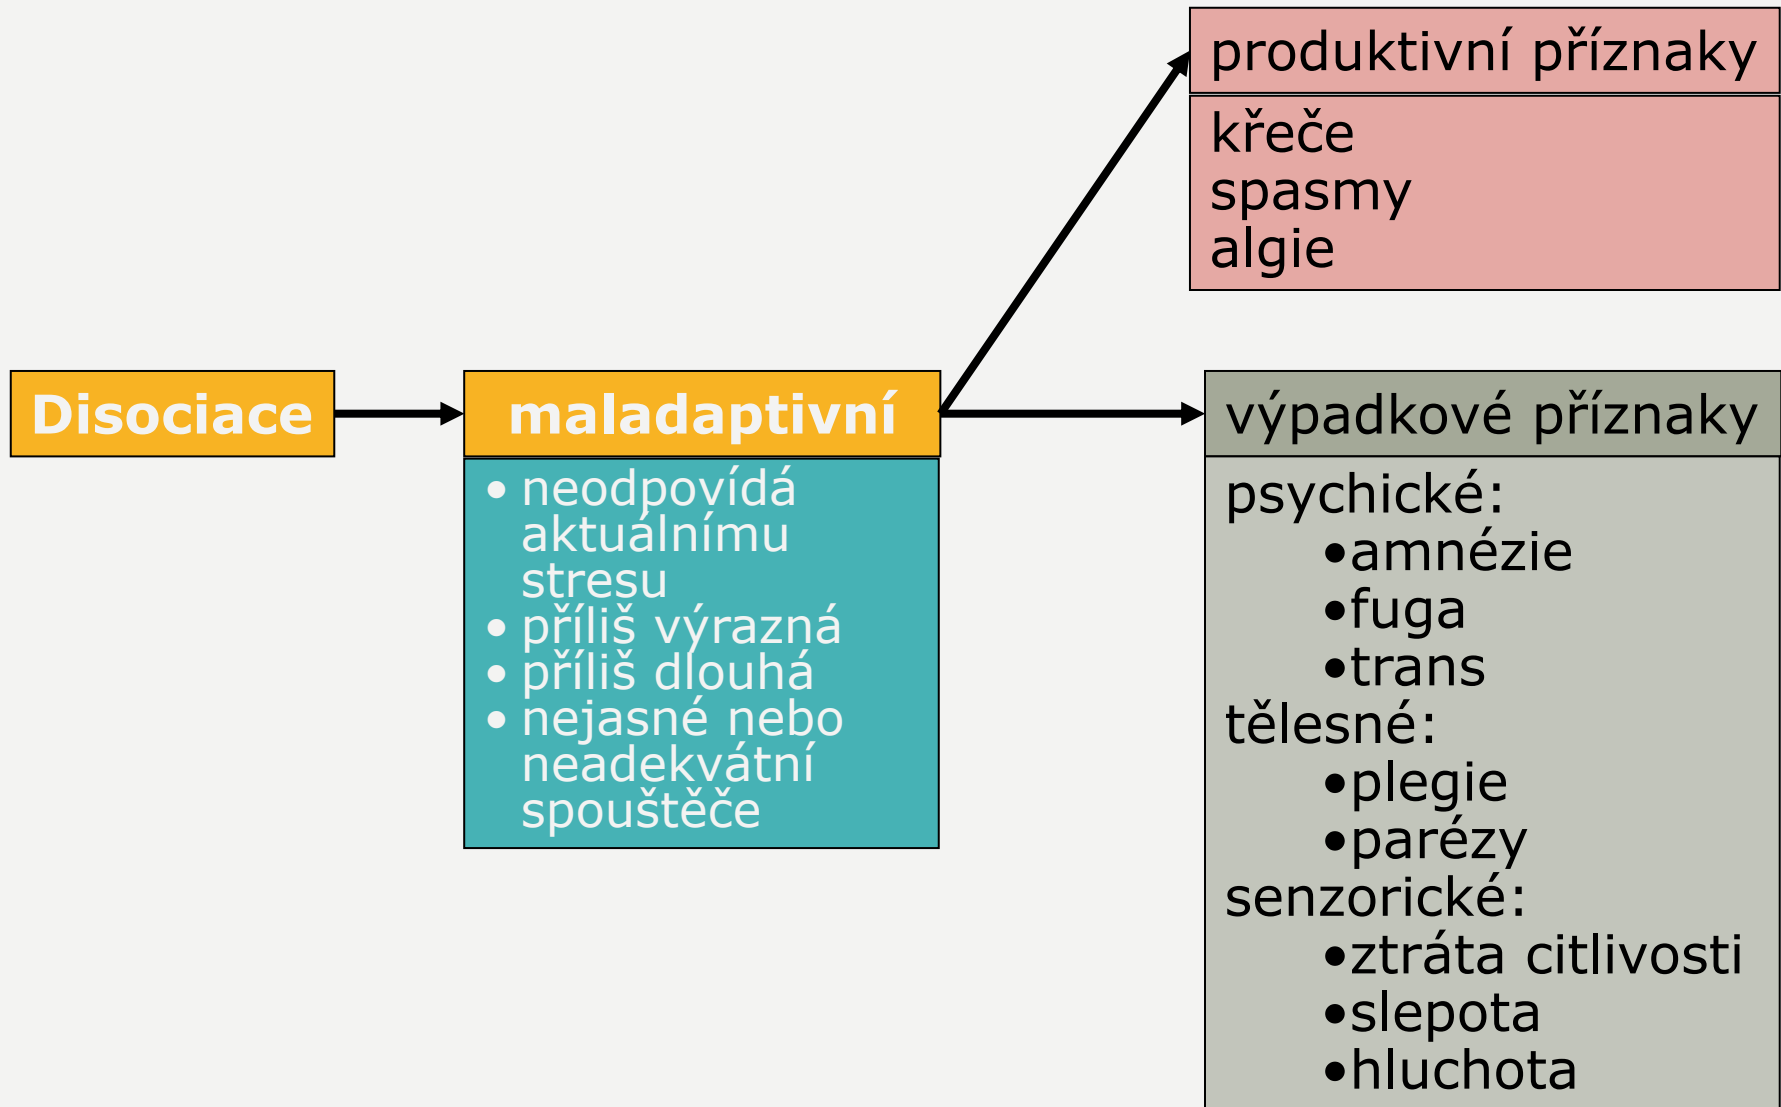 Disociace
maladaptivní
• neodpovídá
aktuálnímu
stresu
• příliš výrazná
• příliš dlouhá
• nejasné nebo
neadekvátní
spouštěče
produktivní příznaky
křeče
spasmy
algie
výpadkové příznaky
psychické:
•amnézie
•fuga
•trans
tělesné:
•plegie
•parézy
senzorické:
•ztráta citlivosti
•slepota
•hluchota